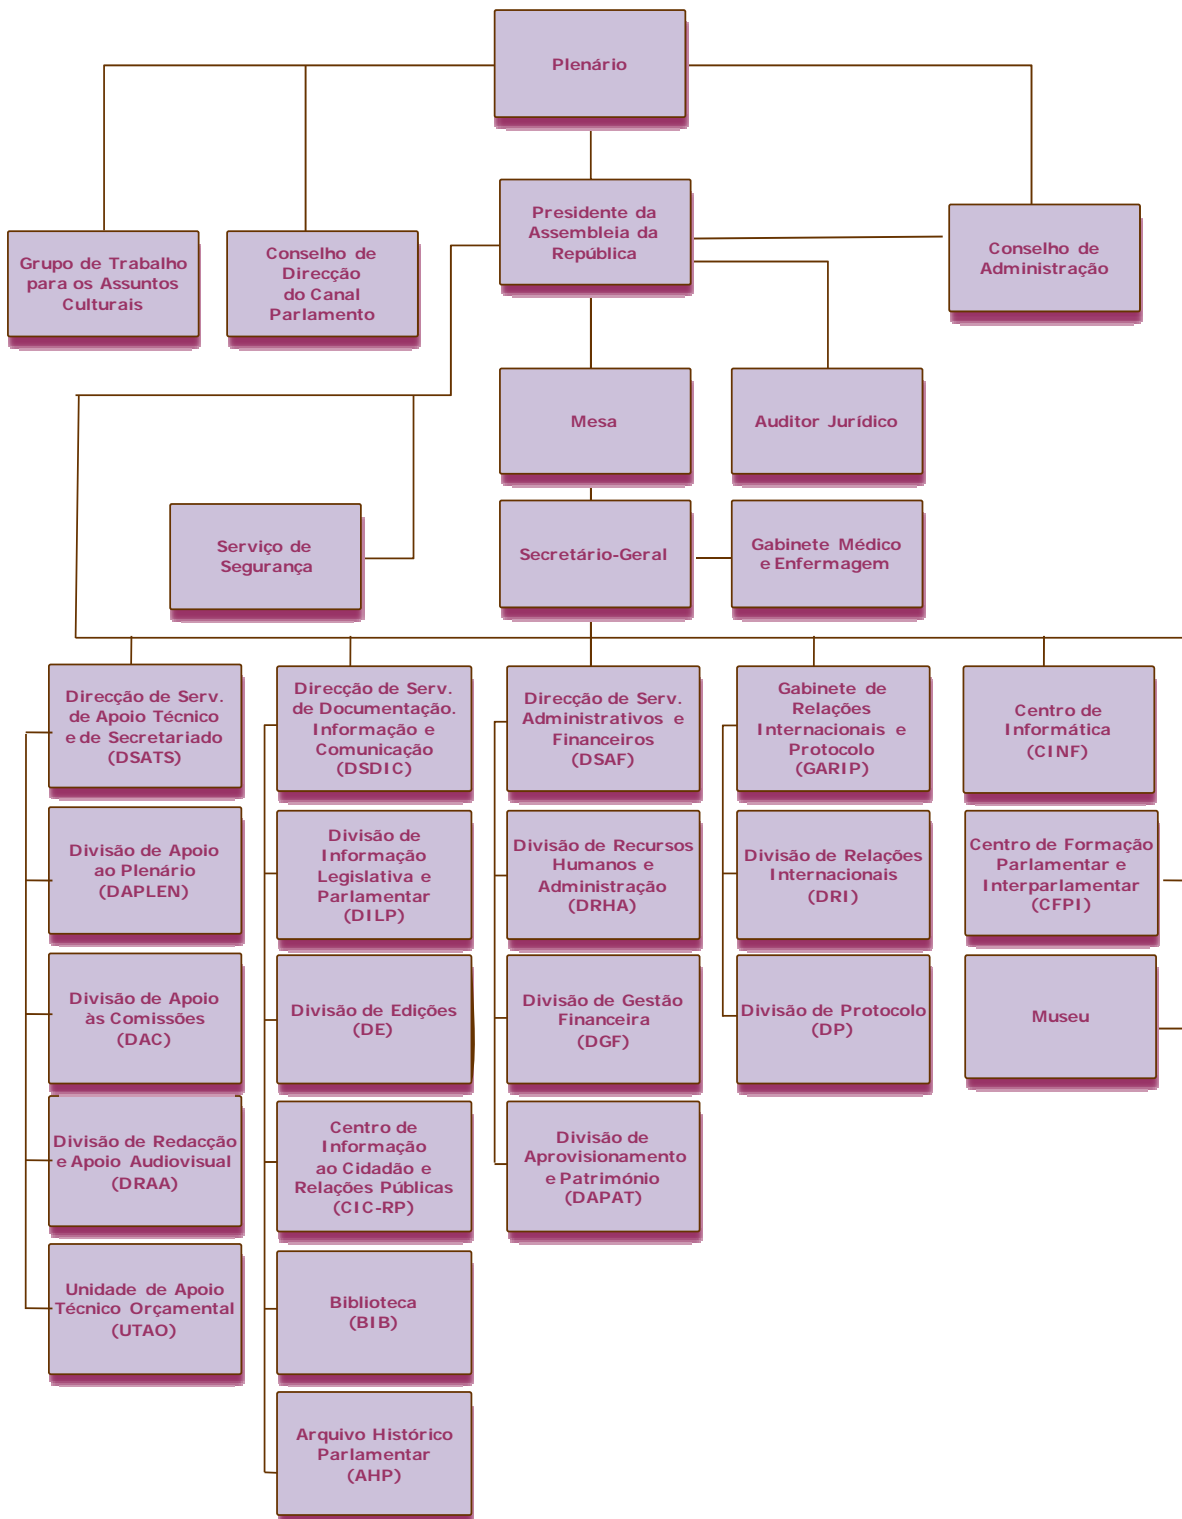 Plenário
Presidente da
Assembleia da
República
Grupo de Trabalho
para os Assuntos
Culturais
Conselho de
Direcção
do Canal
Parlamento
Conselho de
Administração
Mesa
Auditor Jurídico
Serviço de
Segurança
Secretário-Geral
Gabinete Médico
e Enfermagem
Direcção de Serv.
de Apoio Técnico
e de Secretariado
(DSATS)
Direcção de Serv.
de Documentação.
Informação e
Comunicação
(DSDIC)
Direcção de Serv.
Administrativos e
Financeiros
(DSAF)
Gabinete de
Relações
Internacionais e
Protocolo
(GARIP)
Centro de
Informática
(CINF)
Divisão de Apoio
ao Plenário
(DAPLEN)
Divisão de
Informação
Legislativa e
Parlamentar
(DILP)
Divisão de Recursos
Humanos e
Administração
(DRHA)
Divisão de Relações
Internacionais
(DRI)
Centro de Formação
Parlamentar e
Interparlamentar
(CFPI)
Divisão de Apoio
às Comissões
(DAC)
Divisão de Edições
(DE)
Divisão de Gestão
Financeira
(DGF)
Divisão de Protocolo
(DP)
Museu
Divisão de Redacção
e Apoio Audiovisual
(DRAA)
Centro de
Informação
ao Cidadão e
Relações Públicas
(CIC-RP)
Divisão de
Aprovisionamento
e Património
(DAPAT)
Unidade de Apoio
Técnico Orçamental
(UTAO)
Biblioteca
(BIB)
Arquivo Histórico
Parlamentar
(AHP)